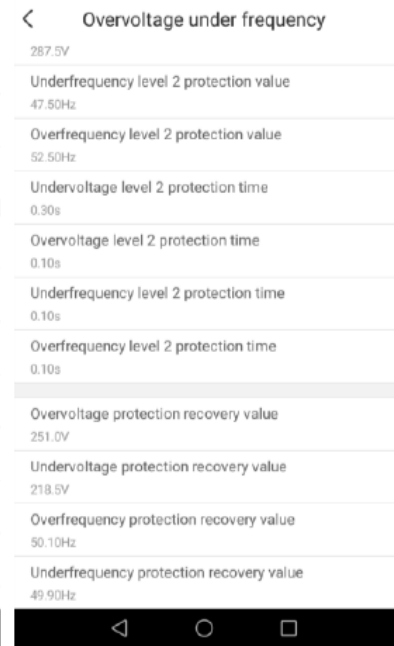 Overvoltage under frequency
287.5V
Underfrequency level 2 protection value
47.50Hz
Overfrequency level 2 protection value
52.50Hz
Undervoltage level 2 protection time
0.30s
Overvoltage level 2 protection time
0.10s
Underfrequency level 2 protection time
0.10s
Overfrequency level 2 protection time
0.10s
Overvoltage protection recovery value
251.0V
Undervoltage protection recovery value
218.5V
Overfrequency protection recovery value
50.10Hz
Underfrequency protection recovery value
49.90Hz